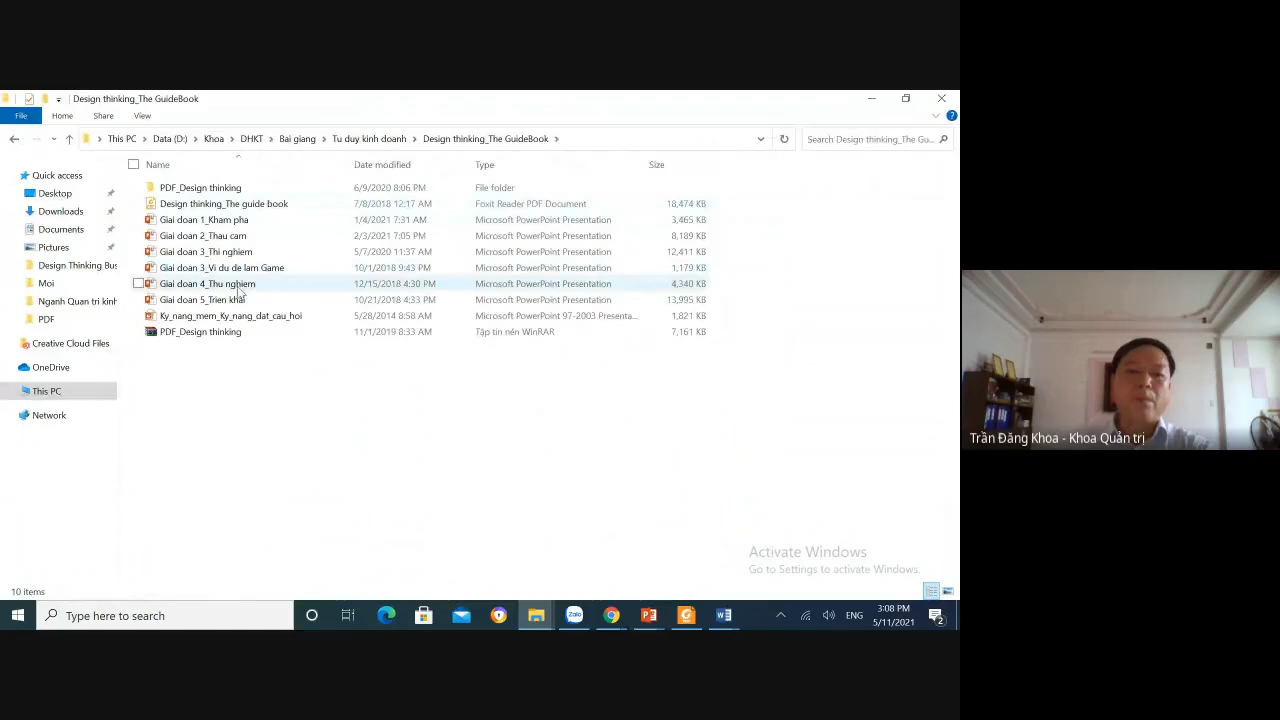 Design thinking_The GuideBook
File Home Share View
This PC Data (D:) Khoa DHKT Bai giang Tu duy kinh doanh Design thinking_The GuideBook
Search Design thinking_The Gu...
Name Date modified Type Size
Quick access
Desktop
Downloads
Documents
Pictures
Design Thinking Bus
Moi
Nganh Quan tri kinh
PDF
Creative Cloud Files
OneDrive
This PC
Network
PDF_Design thinking 6/9/2020 8:06 PM File folder
Design thinking_The guide book 7/8/2018 12:17 AM Foxit Reader PDF Document 18,474 KB
Giai doan 1_Kham pha 1/4/2021 7:31 AM Microsoft PowerPoint Presentation 3,465 KB
Giai doan 2_Thau cam 2/3/2021 7:05 PM Microsoft PowerPoint Presentation 8,189 KB
Giai doan 3_Thi nghiem 5/7/2020 11:37 AM Microsoft PowerPoint Presentation 12,411 KB
Giai doan 3_Vi du de lam Game 10/1/2018 9:43 PM Microsoft PowerPoint Presentation 1,179 KB
Giai doan 4_Thu nghiem 12/15/2018 4:30 PM Microsoft PowerPoint Presentation 4,340 KB
Giai doan 5_Trien khai 10/21/2018 4:33 PM Microsoft PowerPoint Presentation 13,995 KB
Ky_nang_mem_Ky_nang_dat_cau_hoi 5/28/2014 8:58 AM Microsoft PowerPoint 97-2003 Presenta... 1,821 KB
PDF_Design thinking 11/1/2019 8:33 AM Tập tin nén WinRAR 7,161 KB
Trần Đăng Khoa - Khoa Quản trị
Activate Windows
Go to Settings to activate Windows.
10 items
Type here to search
Zalo
ENG
3:08 PM
5/11/2021
2